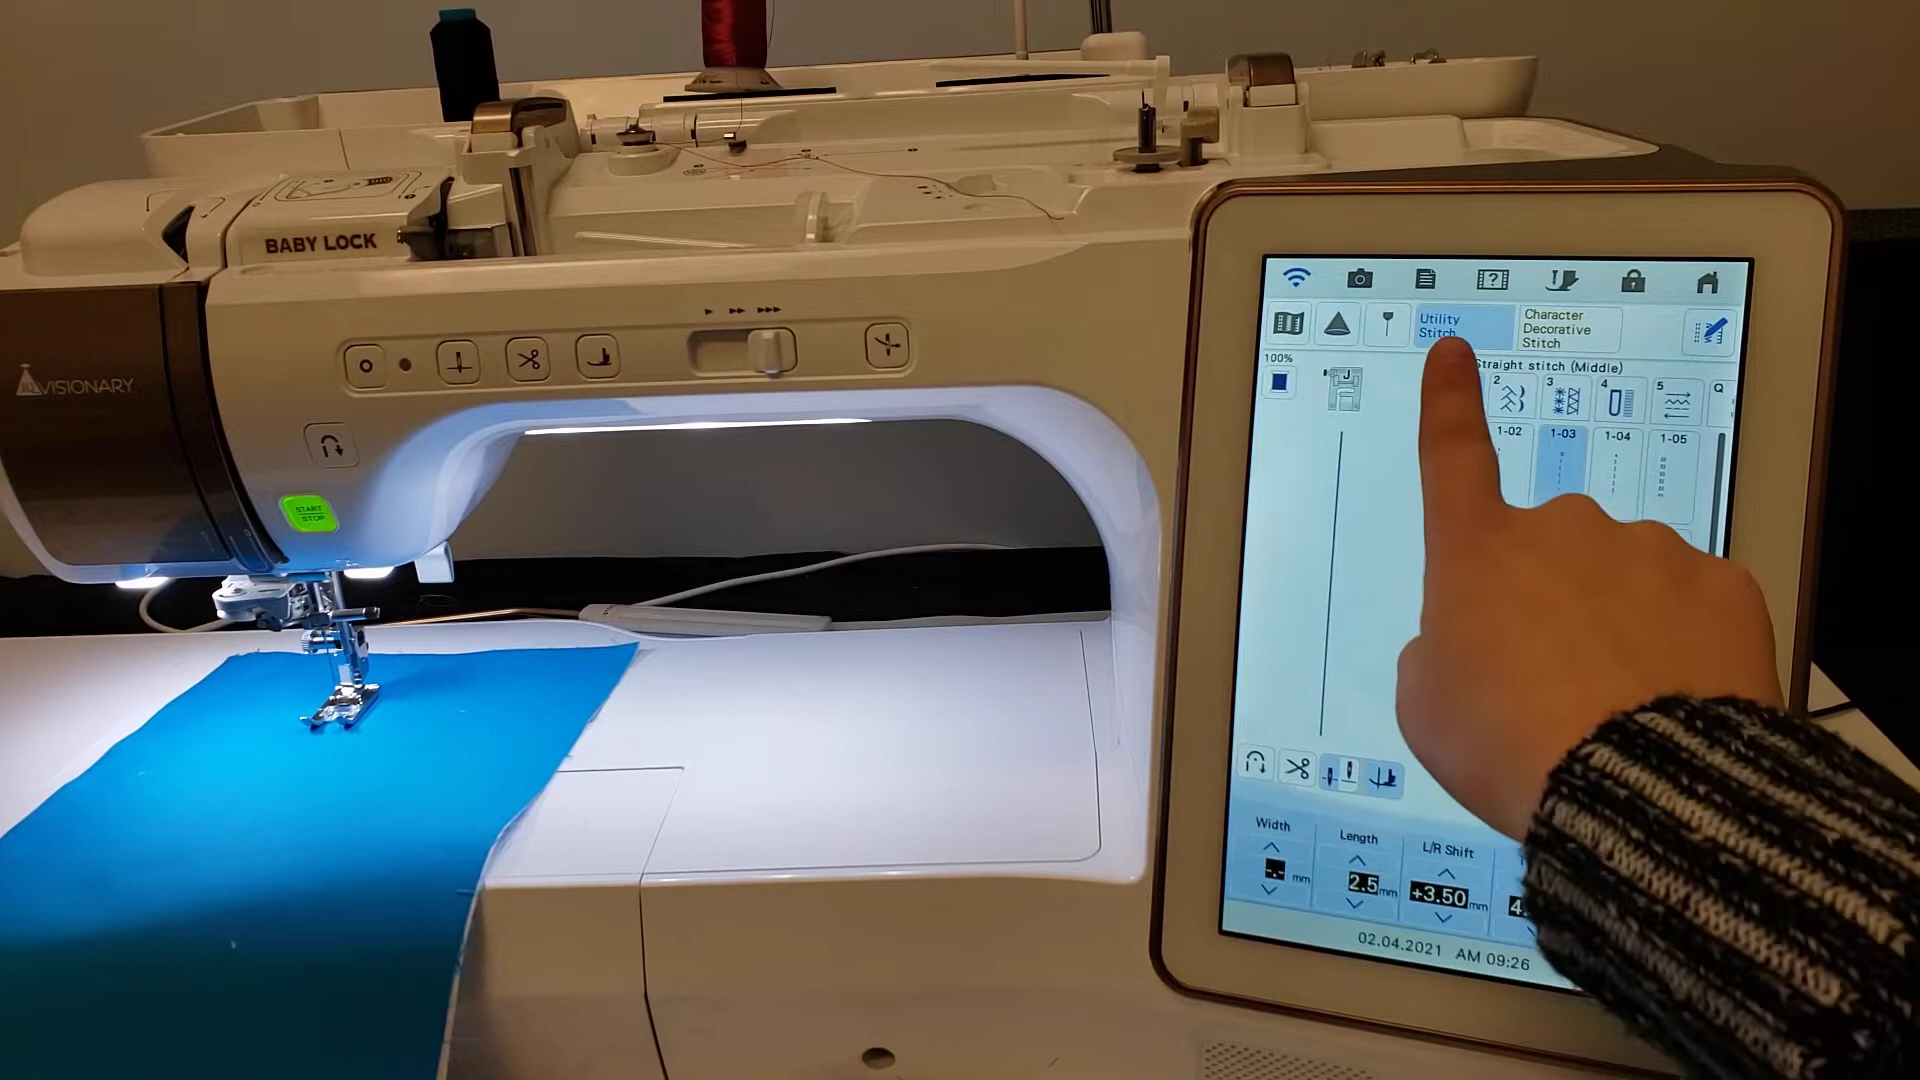 BABY LOCK
VISIONARY
START
STOP
Utility
Stitch
Character
Decorative
Stitch
100%
J
Straight stitch (Middle)
2
3
4
5
Q
1-02
1-03
1-04
1-05
Width
Length
L/R Shift
-.- mm
2.5 mm
+3.50 mm
4.
02.04.2021 AM 09:26